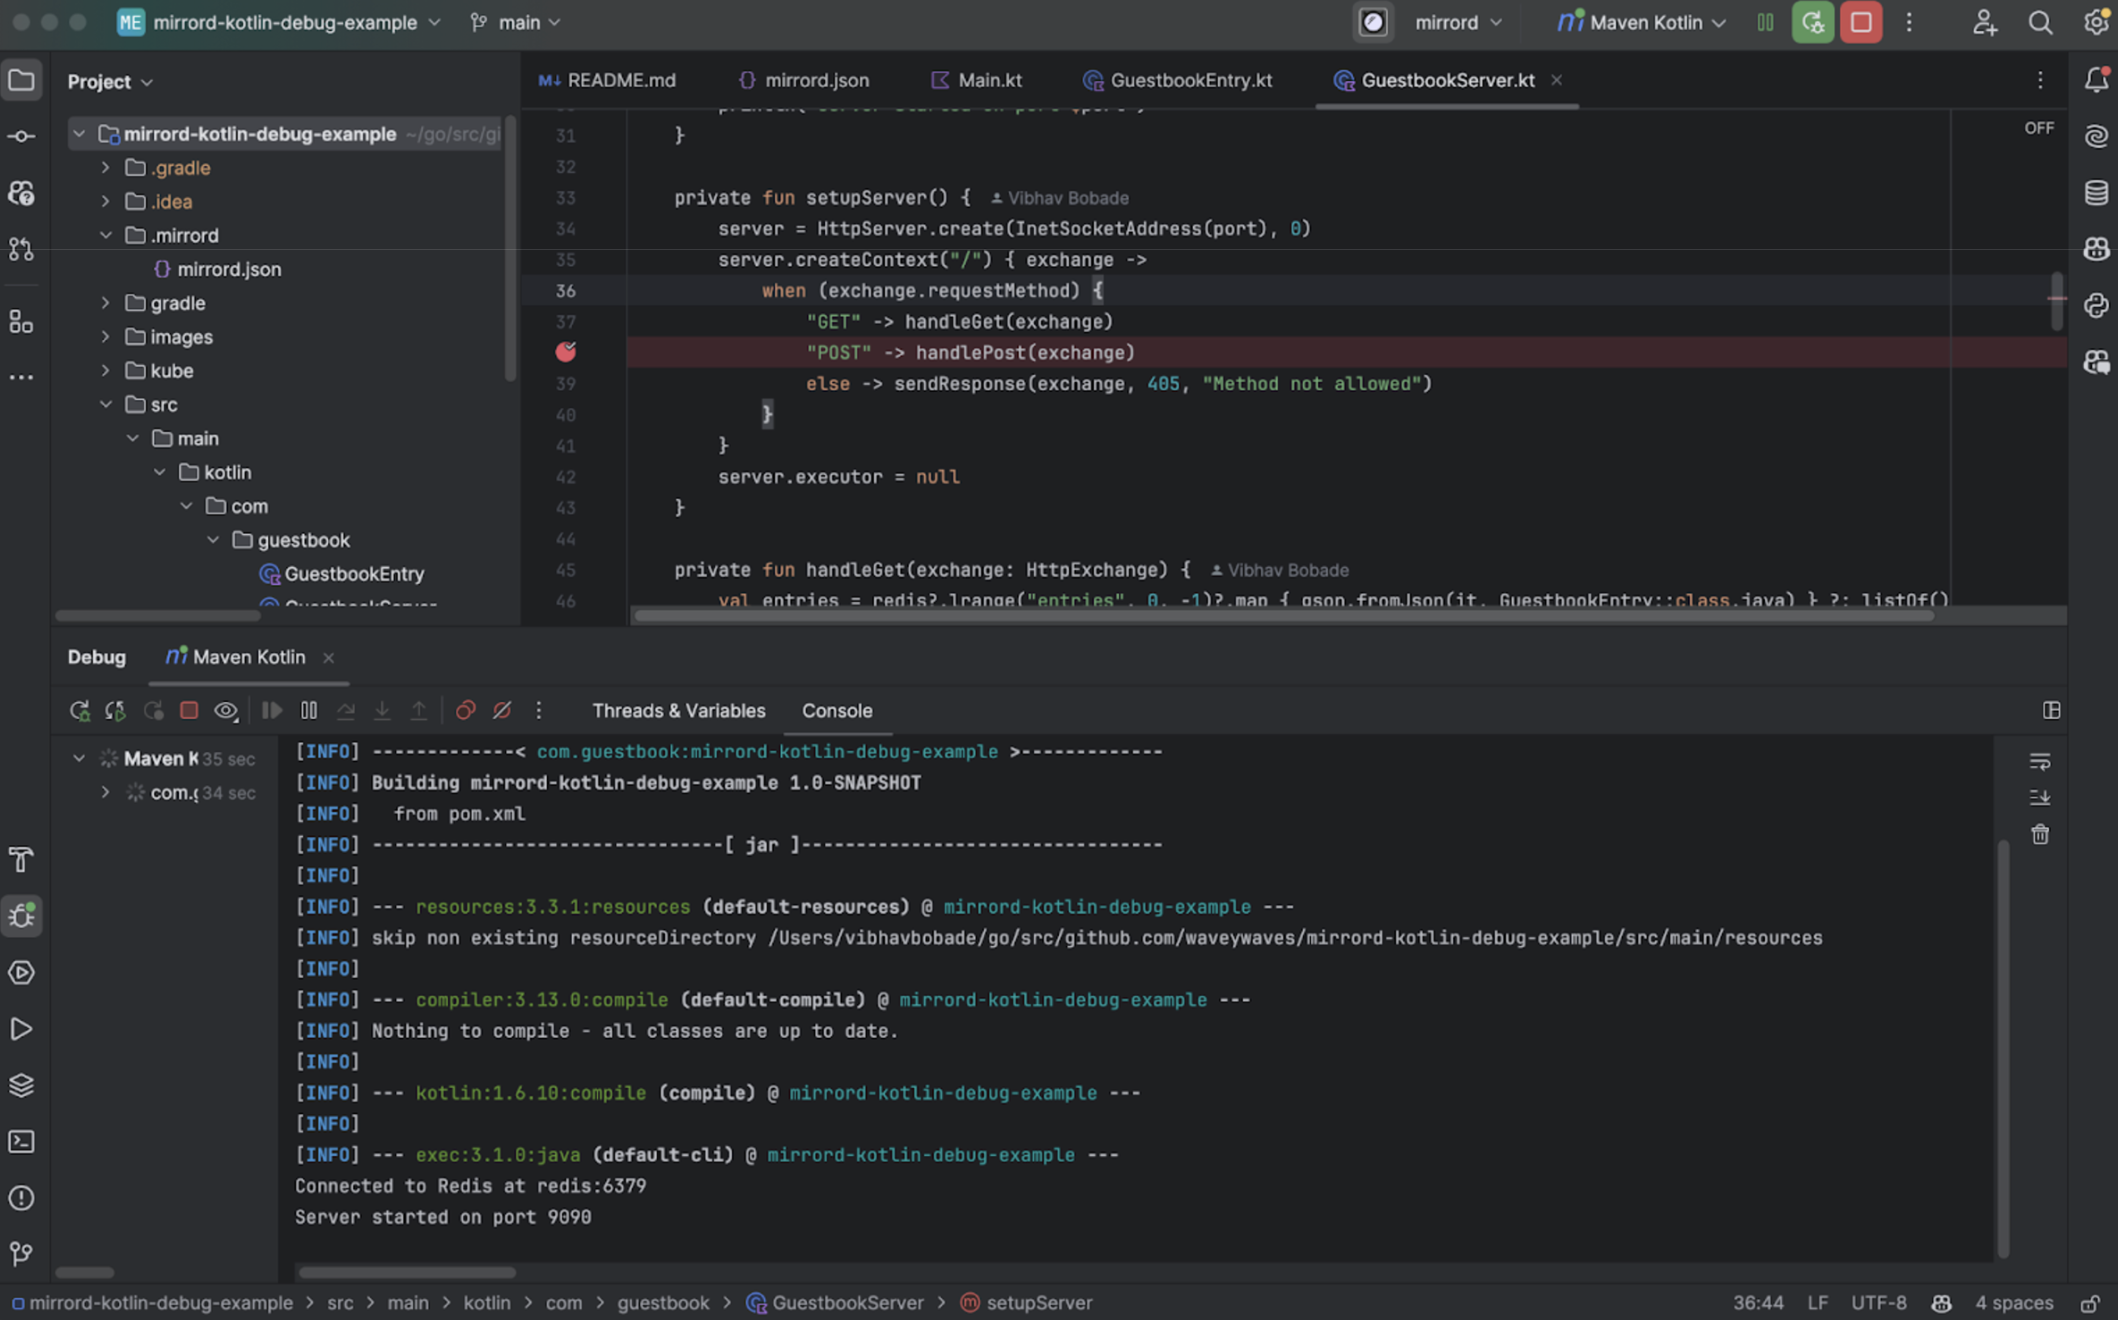 ME mirrord-kotlin-debug-example main mirrord Maven Kotlin
Project
README.md mirrord.json Main.kt GuestbookEntry.kt GuestbookServer.kt
mirrord-kotlin-debug-example ~/go/src/gi
.gradle
.idea
.mirrord
mirrord.json
gradle
images
kube
src
main
kotlin
com
guestbook
GuestbookEntry
GuestbookServer
OFF
31 }
32
33 private fun setupServer() { Vibhav Bobade
34 server = HttpServer.create(InetSocketAddress(port), 0)
35 server.createContext("/") { exchange ->
36 when (exchange.requestMethod) {
37 "GET" -> handleGet(exchange)
"POST" -> handlePost(exchange)
39 else -> sendResponse(exchange, 405, "Method not allowed")
40 }
41 }
42 server.executor = null
43 }
44
45 private fun handleGet(exchange: HttpExchange) { Vibhav Bobade
46 val entries = redis?.lrange("entries", 0, -1)?.map { gson.fromJson(it, GuestbookEntry::class.java) } ?: listOf()
Debug Maven Kotlin
Threads & Variables Console
Maven K 35 sec
com.g 34 sec
[INFO] -------------< com.guestbook:mirrord-kotlin-debug-example >-------------
[INFO] Building mirrord-kotlin-debug-example 1.0-SNAPSHOT
[INFO] from pom.xml
[INFO] --------------------------------[ jar ]---------------------------------
[INFO]
[INFO] --- resources:3.3.1:resources (default-resources) @ mirrord-kotlin-debug-example ---
[INFO] skip non existing resourceDirectory /Users/vibhavbobade/go/src/github.com/waveywaves/mirrord-kotlin-debug-example/src/main/resources
[INFO]
[INFO] --- compiler:3.13.0:compile (default-compile) @ mirrord-kotlin-debug-example ---
[INFO] Nothing to compile - all classes are up to date.
[INFO]
[INFO] --- kotlin:1.6.10:compile (compile) @ mirrord-kotlin-debug-example ---
[INFO]
[INFO] --- exec:3.1.0:java (default-cli) @ mirrord-kotlin-debug-example ---
Connected to Redis at redis:6379
Server started on port 9090
mirrord-kotlin-debug-example > src > main > kotlin > com > guestbook > GuestbookServer > setupServer
36:44 LF UTF-8 4 spaces